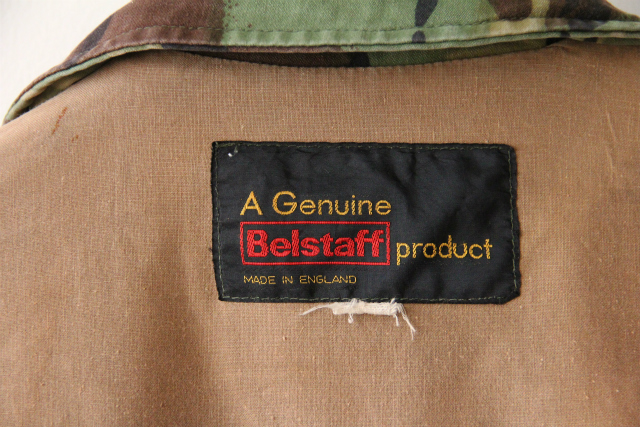 A Genuine
Belstaff product
MADE IN ENGLAND